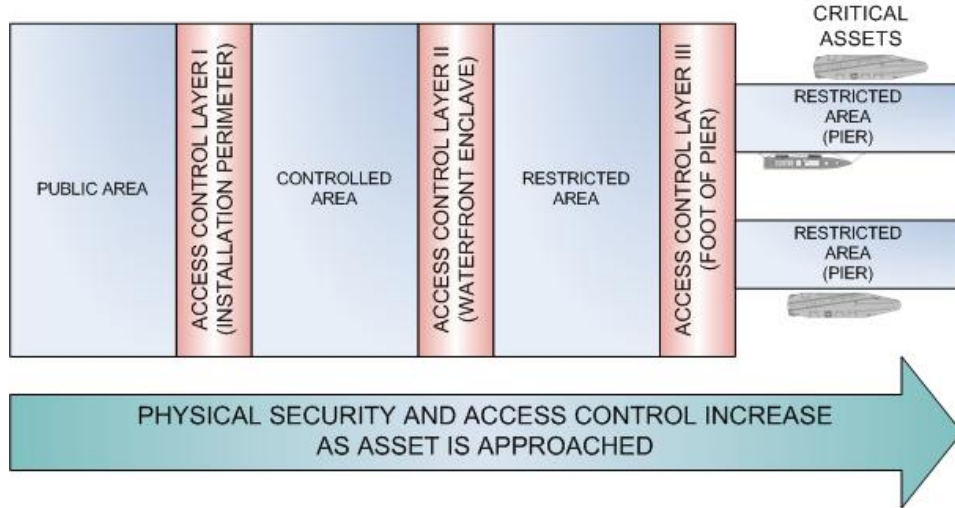 PUBLIC AREA
ACCESS CONTROL LAYER I
(INSTALLATION PERIMETER)
CONTROLLED
AREA
ACCESS CONTROL LAYER II
(WATERFRONT ENCLAVE)
RESTRICTED
AREA
ACCESS CONTROL LAYER III
(FOOT OF PIER)
CRITICAL
ASSETS
RESTRICTED
AREA
(PIER)
RESTRICTED
AREA
(PIER)
PHYSICAL SECURITY AND ACCESS CONTROL INCREASE
AS ASSET IS APPROACHED